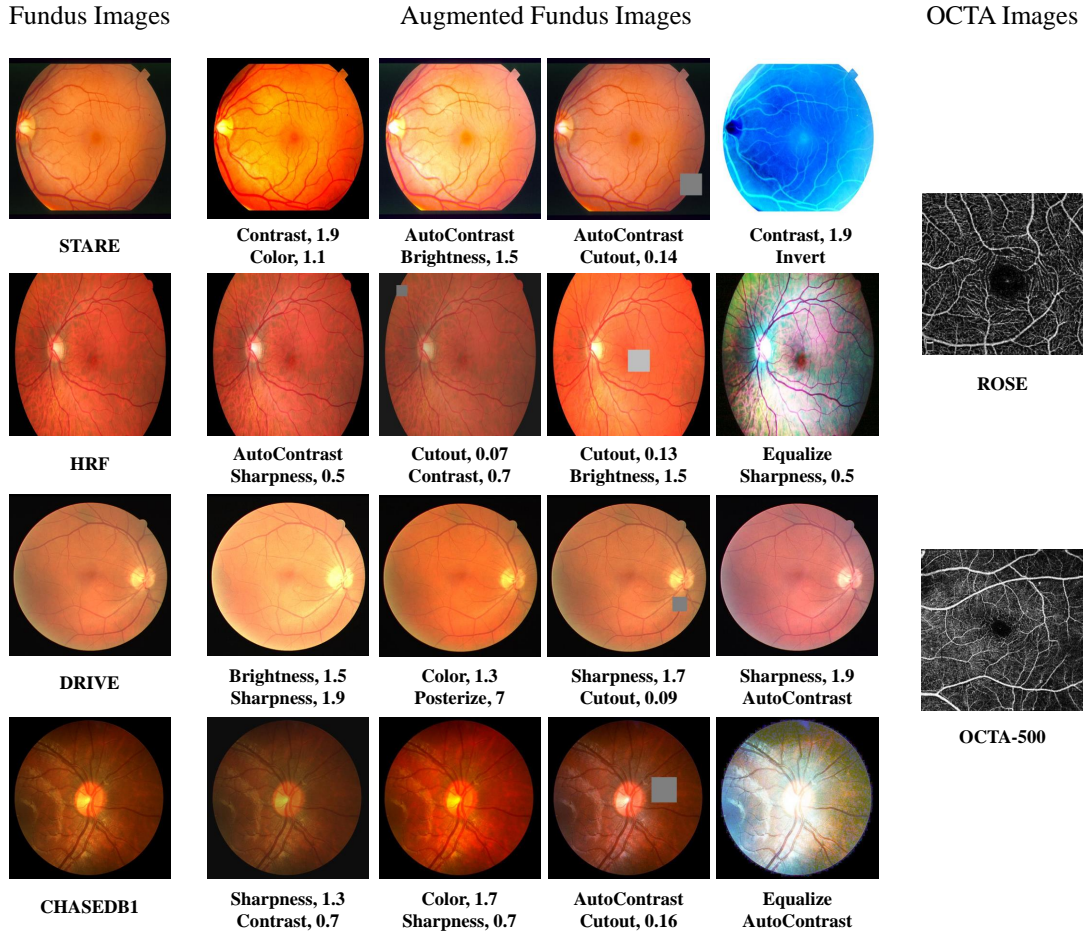 Fundus Images
Augmented Fundus Images
OCTA Images
STARE
Contrast, 1.9
Color, 1.1
AutoContrast
Brightness, 1.5
AutoContrast
Cutout, 0.14
Contrast, 1.9
Invert
HRF
AutoContrast
Sharpness, 0.5
Cutout, 0.07
Contrast, 0.7
Cutout, 0.13
Brightness, 1.5
Equalize
Sharpness, 0.5
ROSE
DRIVE
Brightness, 1.5
Sharpness, 1.9
Color, 1.3
Posterize, 7
Sharpness, 1.7
Cutout, 0.09
Sharpness, 1.9
AutoContrast
OCTA-500
CHASEDB1
Sharpness, 1.3
Contrast, 0.7
Color, 1.7
Sharpness, 0.7
AutoContrast
Cutout, 0.16
Equalize
AutoContrast